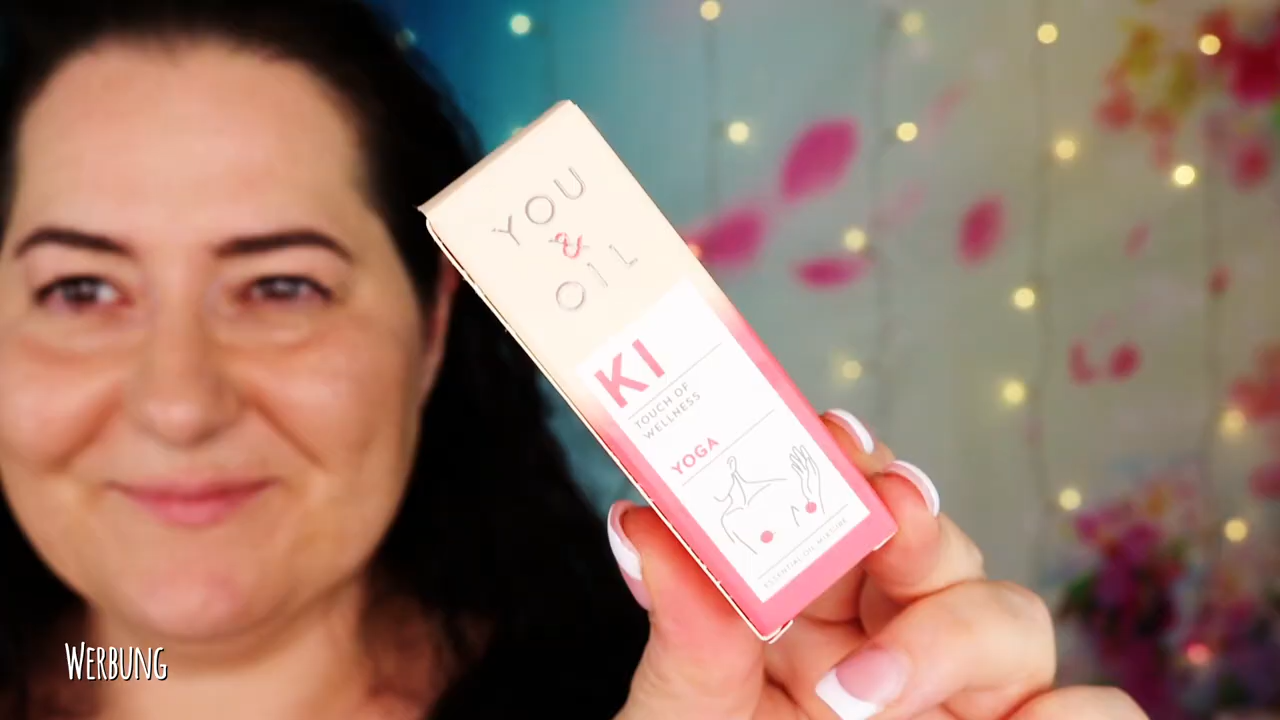 YOU
&
OIL
KI
TOUCH OF
WELLNESS
YOGA
ESSENTIAL OIL MIXTURE
WERBUNG